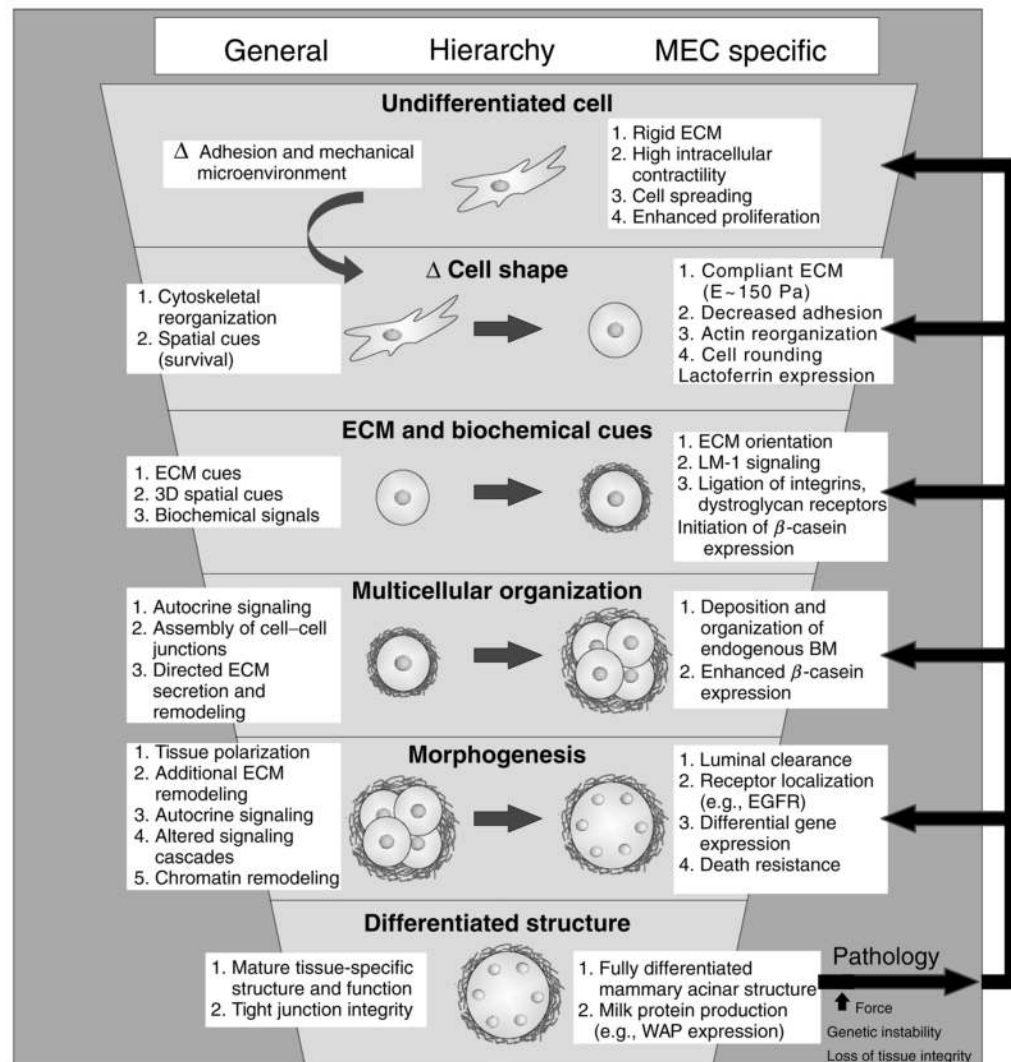 General Hierarchy MEC specific
Undifferentiated cell
Δ Adhesion and mechanical
microenvironment
1. Rigid ECM
2. High intracellular
contractility
3. Cell spreading
4. Enhanced proliferation
Δ Cell shape
1. Cytoskeletal
reorganization
2. Spatial cues
(survival)
1. Compliant ECM
(E~150 Pa)
2. Decreased adhesion
3. Actin reorganization
4. Cell rounding
Lactoferrin expression
ECM and biochemical cues
1. ECM cues
2. 3D spatial cues
3. Biochemical signals
1. ECM orientation
2. LM-1 signaling
3. Ligation of integrins,
dystroglycan receptors
Initiation of β-casein
expression
Multicellular organization
1. Autocrine signaling
2. Assembly of cell–cell
junctions
3. Directed ECM
secretion and
remodeling
1. Deposition and
organization of
endogenous BM
2. Enhanced β-casein
expression
Morphogenesis
1. Tissue polarization
2. Additional ECM
remodeling
3. Autocrine signaling
4. Altered signaling
cascades
5. Chromatin remodeling
1. Luminal clearance
2. Receptor localization
(e.g., EGFR)
3. Differential gene
expression
4. Death resistance
Differentiated structure
1. Mature tissue-specific
structure and function
2. Tight junction integrity
1. Fully differentiated
mammary acinar structure
2. Milk protein production
(e.g., WAP expression)
Pathology
Force
Genetic instability
Loss of tissue integrity